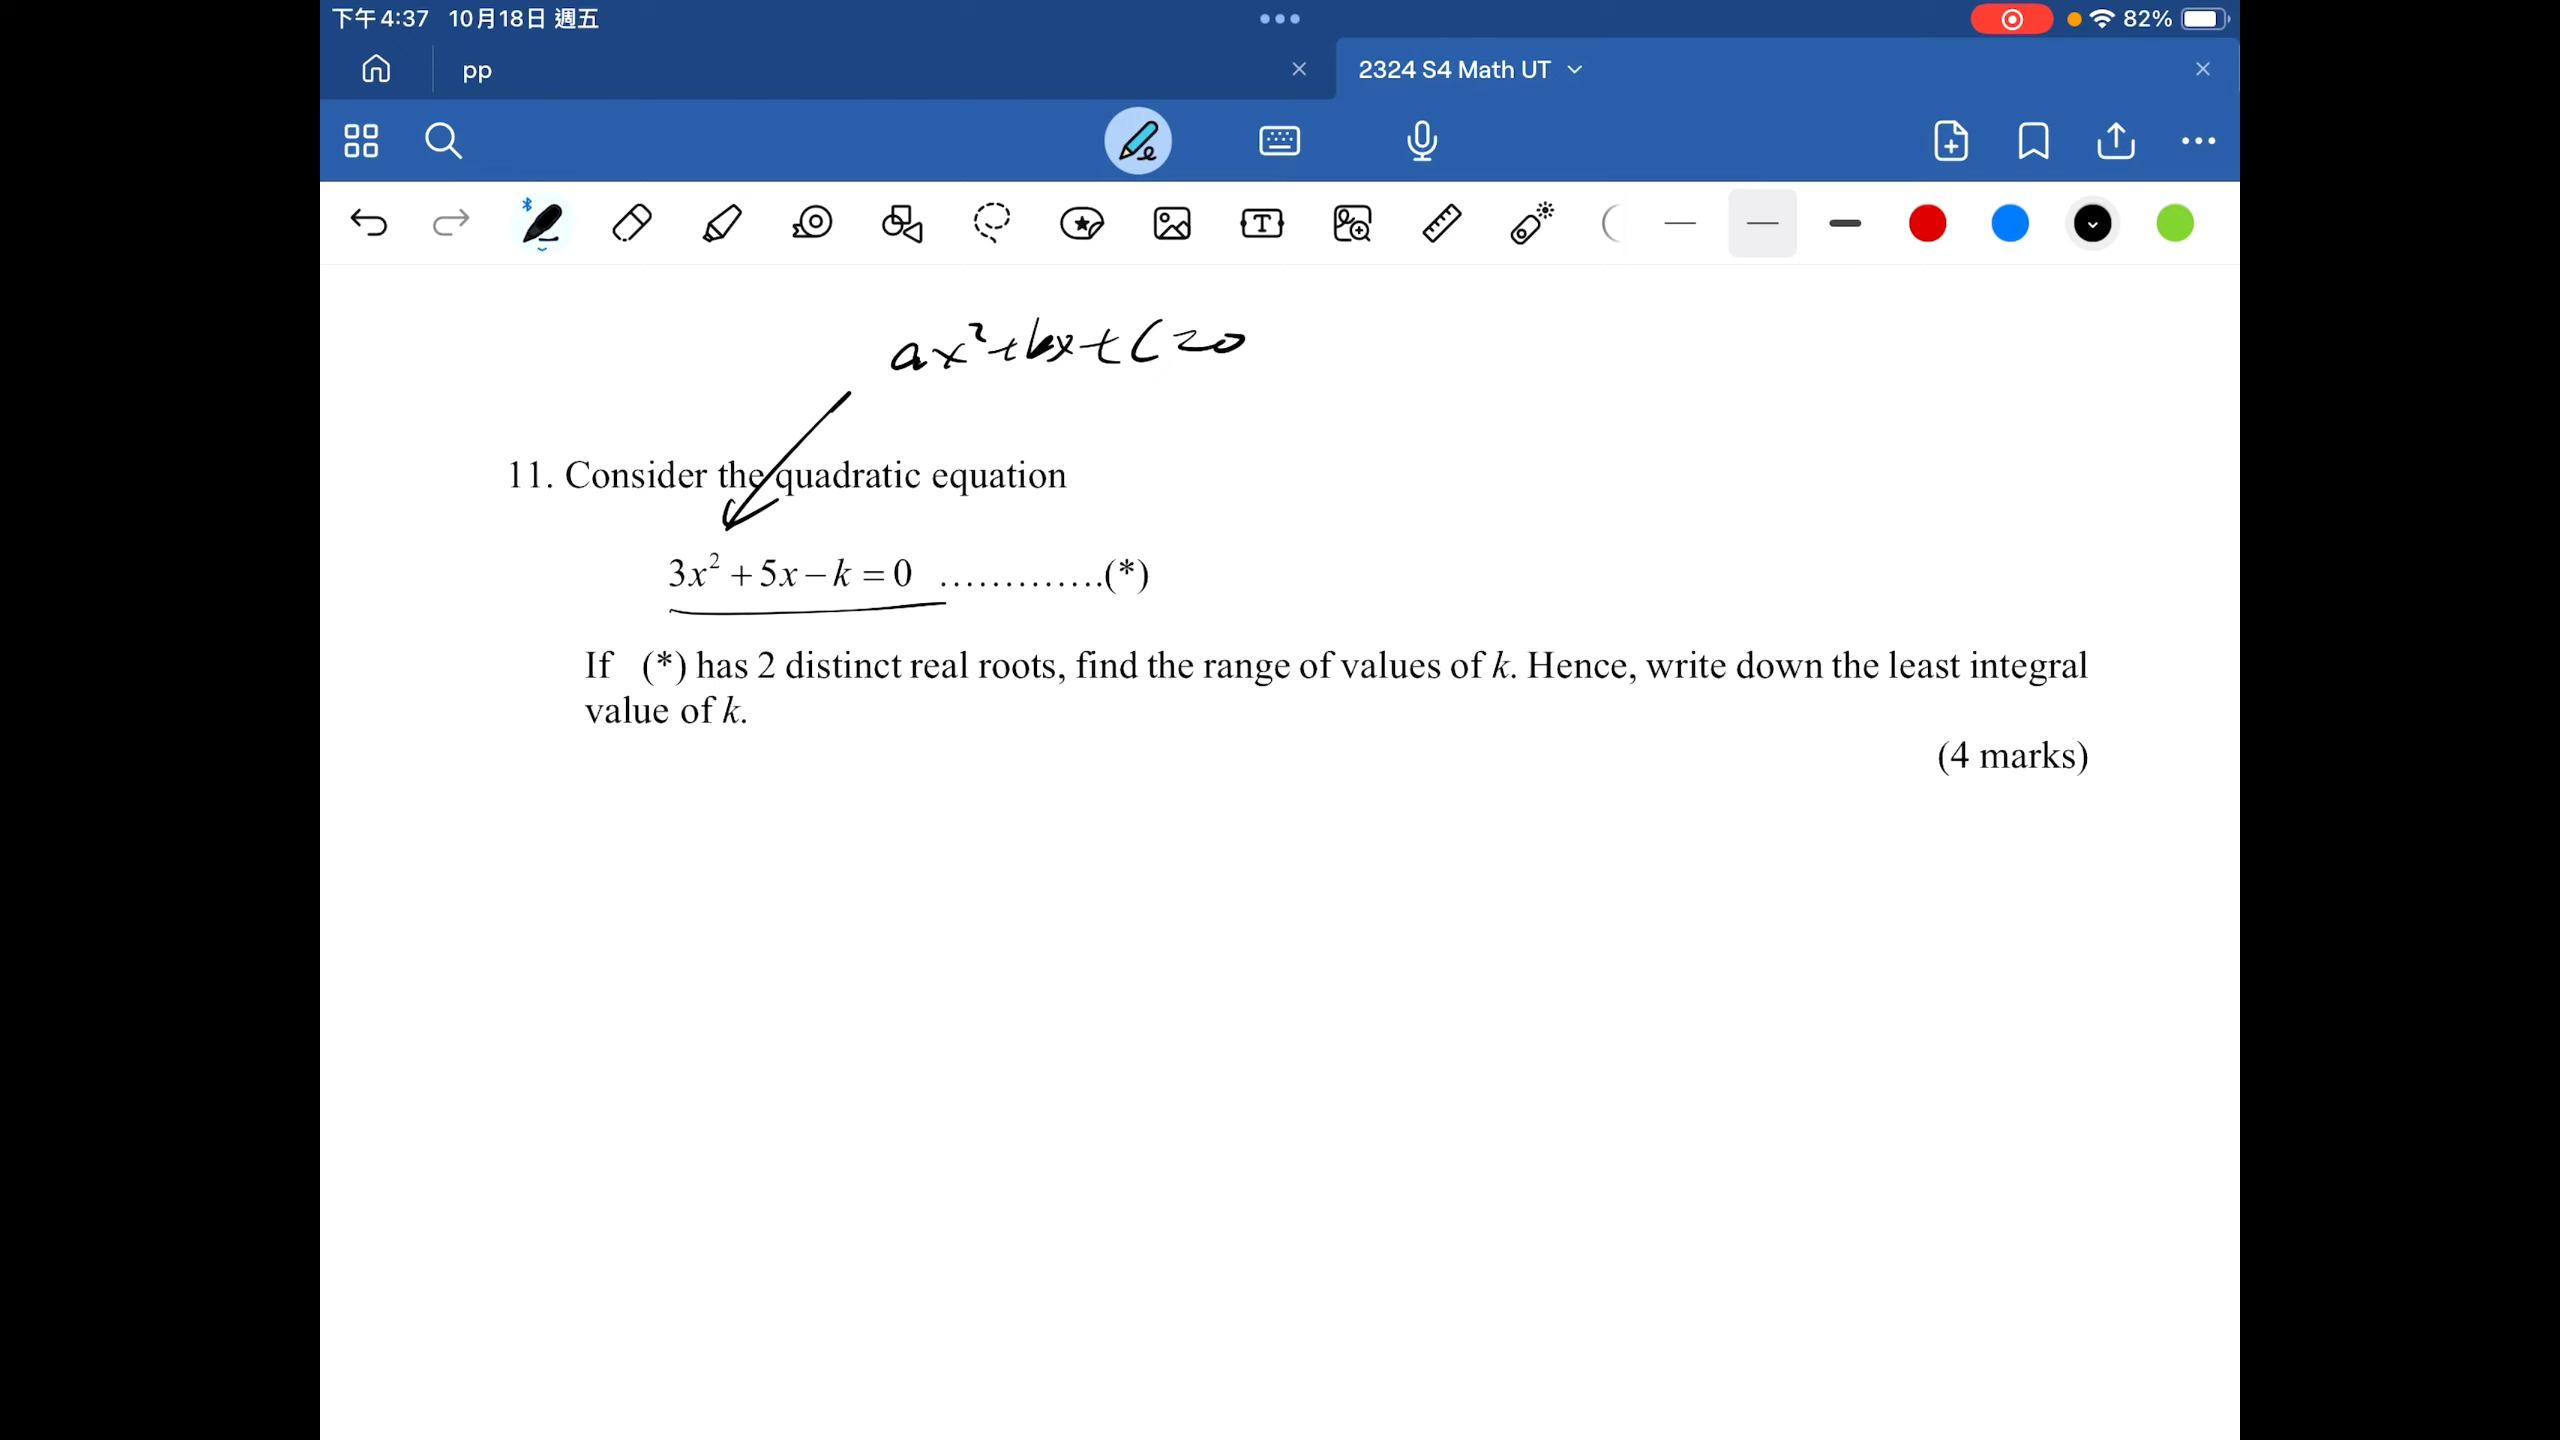 下午4:37 10月18日 週五 82%
pp 2324 S4 Math UT
ax²+bx+c=0
11. Consider the quadratic equation
3x² + 5x – k = 0 .............(*)
If (*) has 2 distinct real roots, find the range of values of k. Hence, write down the least integral
value of k.
(4 marks)